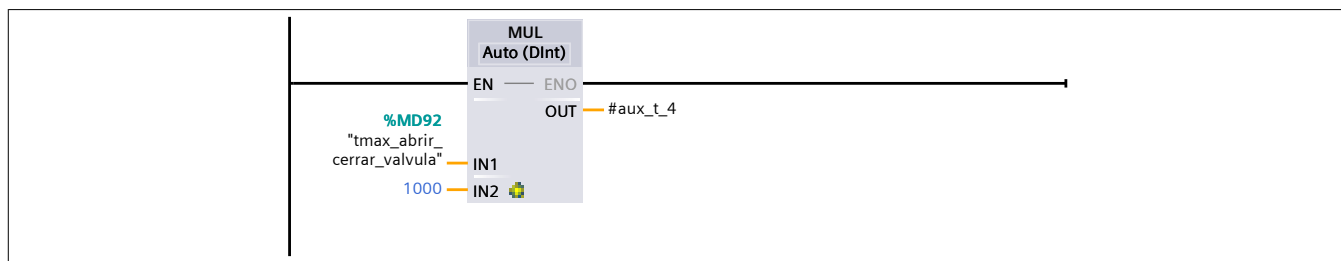 MUL
Auto (DInt)
EN
ENO
OUT
#aux_t_4
%MD92
"tmax_abrir_
cerrar_valvula"
IN1
1000
IN2